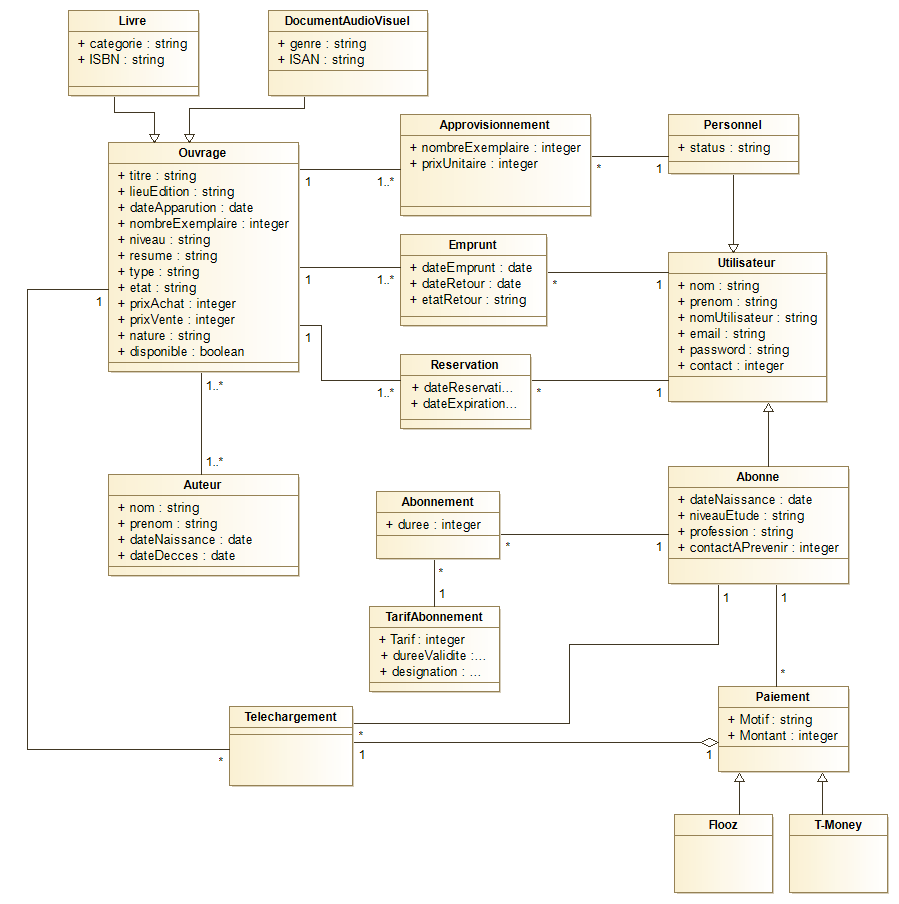 Livre
+ categorie : string
+ ISBN : string
DocumentAudioVisuel
+ genre : string
+ ISAN : string
Ouvrage
+ titre : string
+ lieuEdition : string
+ dateApparution : date
+ nombreExemplaire : integer
+ niveau : string
+ resume : string
+ type : string
+ etat : string
+ prixAchat : integer
+ prixVente : integer
+ nature : string
+ disponible : boolean
Approvisionnement
+ nombreExemplaire : integer
+ prixUnitaire : integer
Personnel
+ status : string
1
1..*
*
1
Emprunt
+ dateEmprunt : date
+ dateRetour : date
+ etatRetour : string
1
1..*
*
1
Utilisateur
+ nom : string
+ prenom : string
+ nomUtilisateur : string
+ email : string
+ password : string
+ contact : integer
Reservation
+ dateReservati...
+ dateExpiration...
1
1..*
*
1
1
1..*
1..*
Auteur
+ nom : string
+ prenom : string
+ dateNaissance : date
+ dateDecces : date
Abonnement
+ duree : integer
*
1
Abonne
+ dateNaissance : date
+ niveauEtude : string
+ profession : string
+ contactAPrevenir : integer
*
1
TarifAbonnement
+ Tarif : integer
+ dureeValidite :...
+ designation : ...
1
1
*
Telechargement
*
*
1
1
Paiement
+ Motif : string
+ Montant : integer
Flooz
T-Money